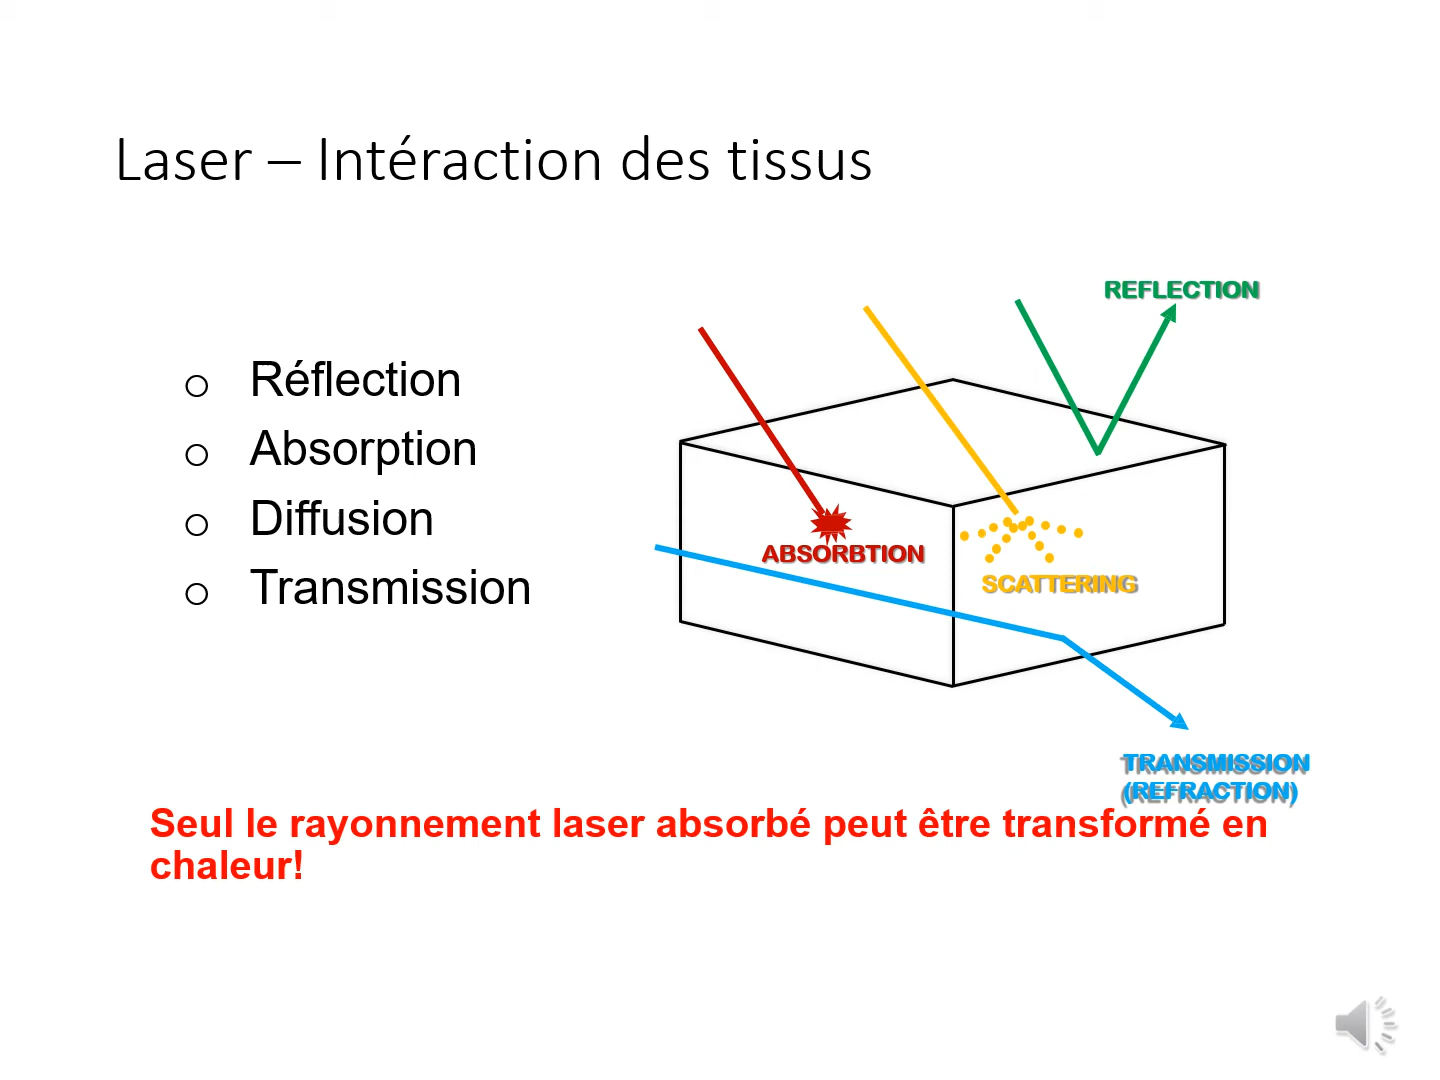 Laser – Intéraction des tissus
Réflection
Absorption
Diffusion
Transmission
REFLECTION
ABSORBTION
SCATTERING
TRANSMISSION
(REFRACTION)
Seul le rayonnement laser absorbé peut être transformé en
chaleur!